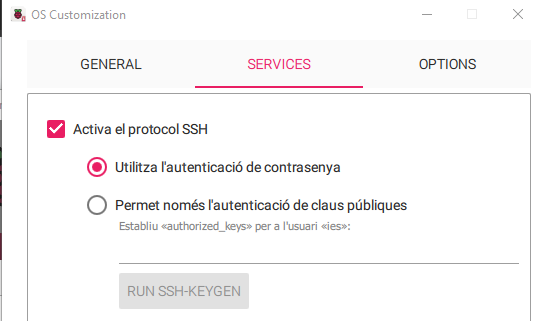 OS Customization
GENERAL SERVICES OPTIONS
Activa el protocol SSH
Utilitza l'autenticació de contrasenya
Permet només l'autenticació de claus públiques
Establiu «authorized_keys» per a l'usuari «ies»:
RUN SSH-KEYGEN